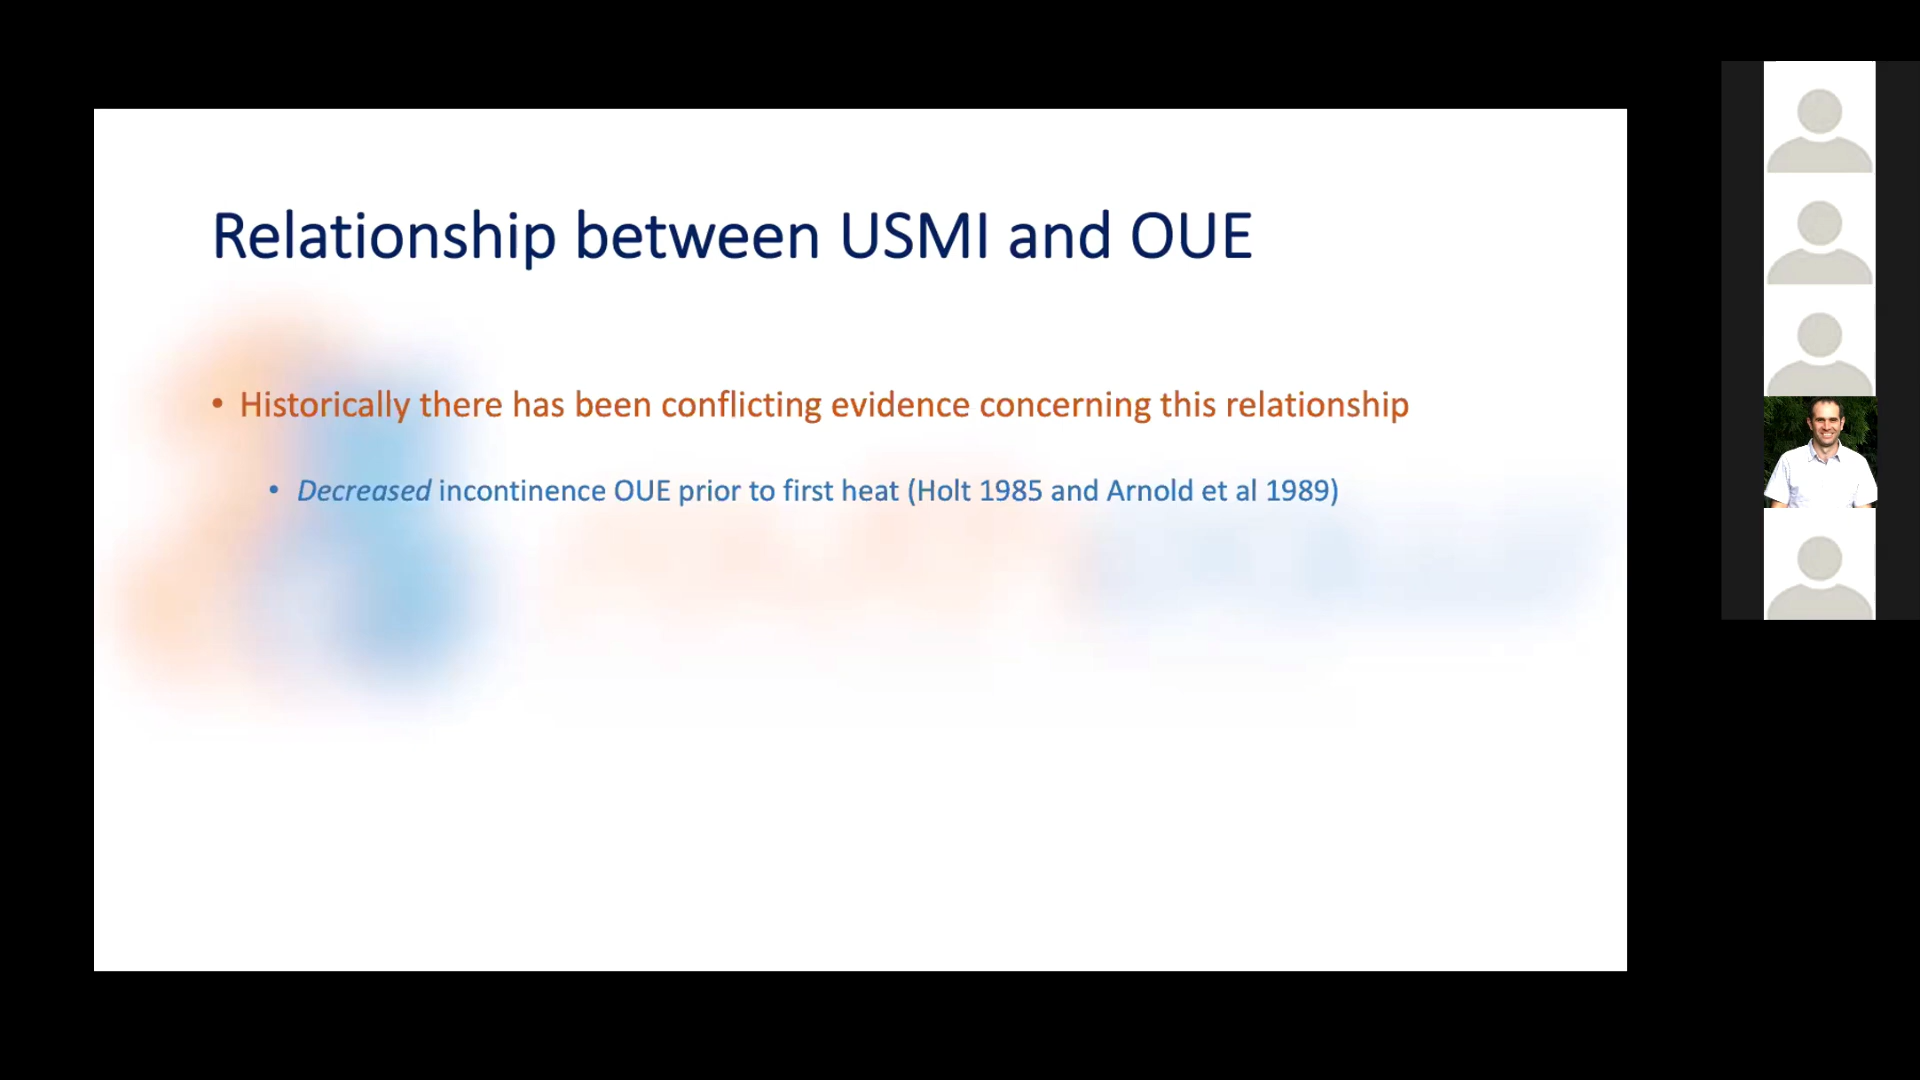 Relationship between USMI and OUE
• Historically there has been conflicting evidence concerning this relationship
• Decreased incontinence OUE prior to first heat (Holt 1985 and Arnold et al 1989)